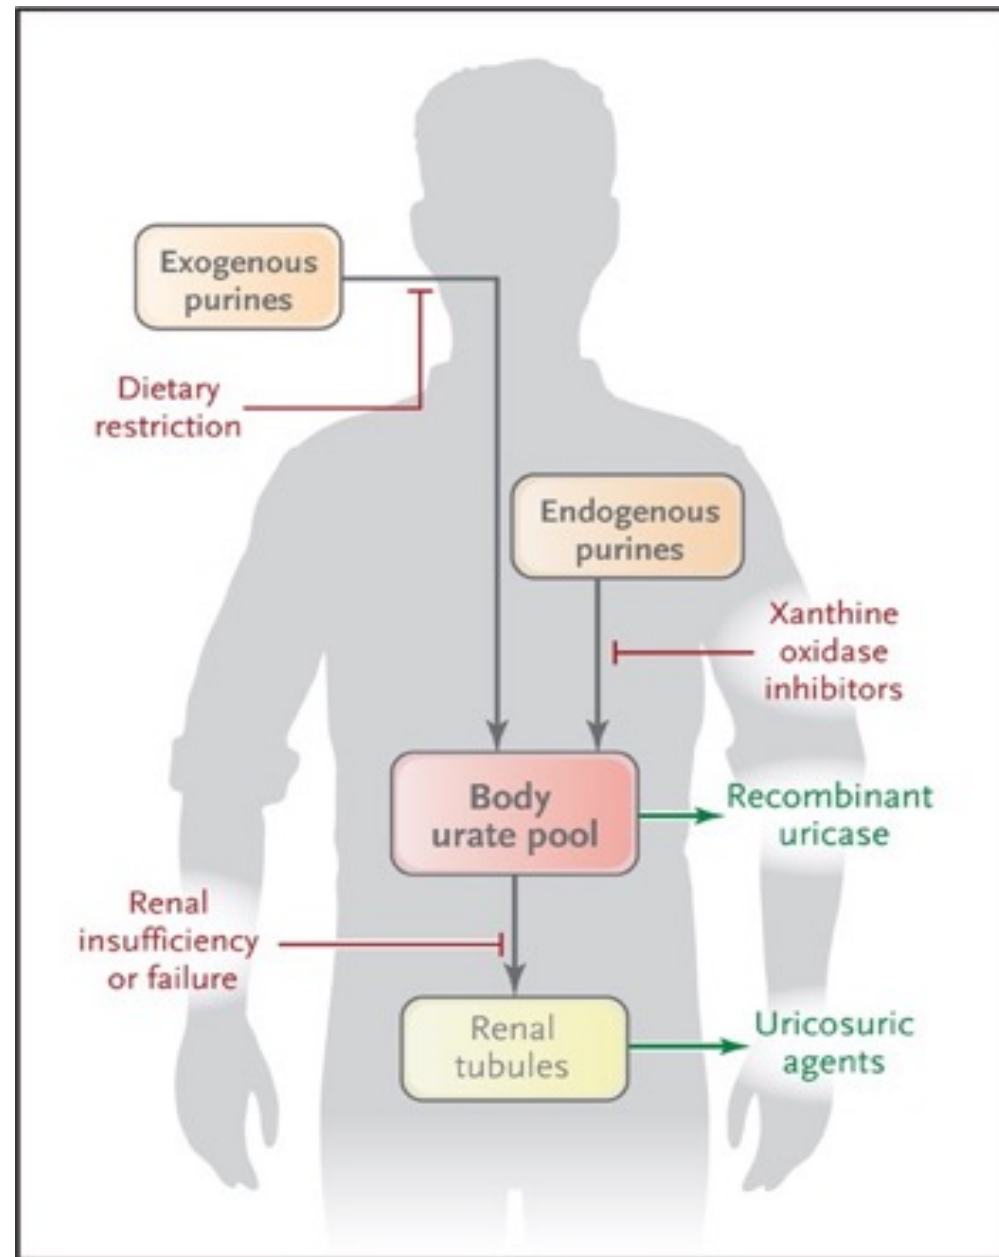 Exogenous
purines
Dietary
restriction
Endogenous
purines
Xanthine
oxidase
inhibitors
Body
urate pool
Recombinant
uricase
Renal
insufficiency
or failure
Renal
tubules
Uricosuric
agents